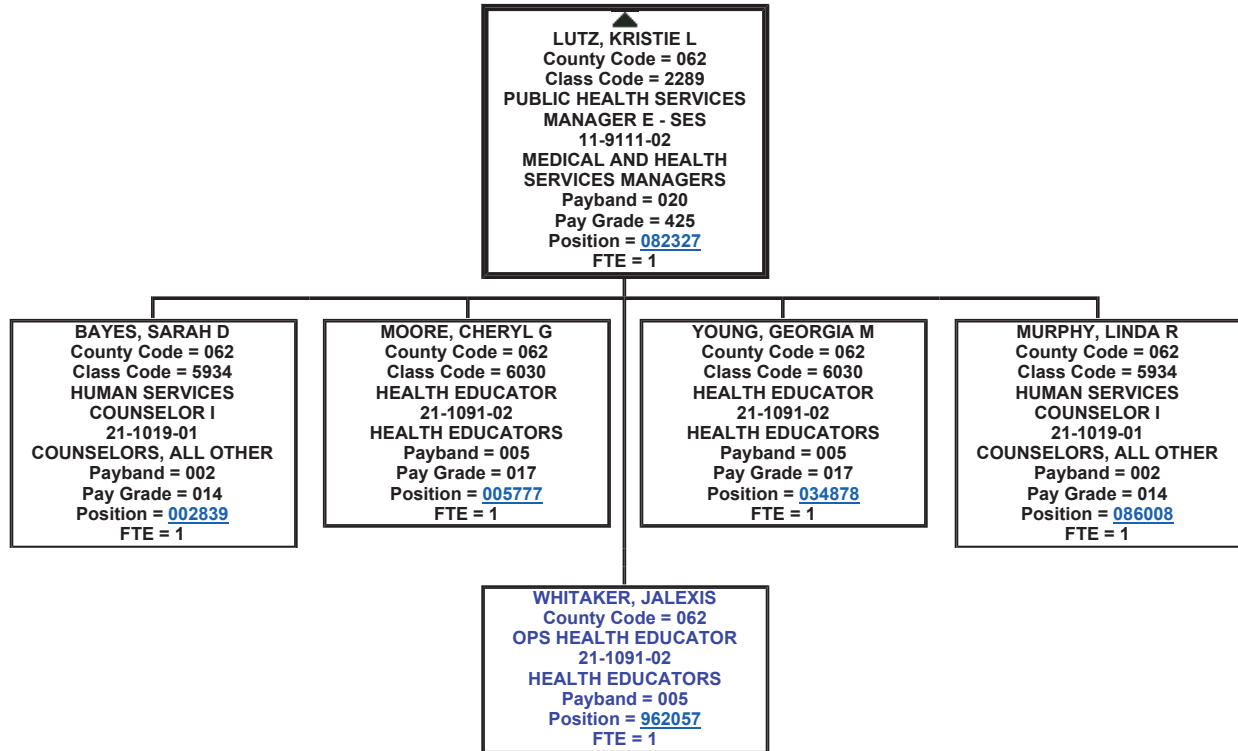 LUTZ, KRISTIE L
County Code = 062
Class Code = 2289
PUBLIC HEALTH SERVICES
MANAGER E - SES
11-9111-02
MEDICAL AND HEALTH
SERVICES MANAGERS
Payband = 020
Pay Grade = 425
Position = 082327
FTE = 1
BAYES, SARAH D
County Code = 062
Class Code = 5934
HUMAN SERVICES
COUNSELOR I
21-1019-01
COUNSELORS, ALL OTHER
Payband = 002
Pay Grade = 014
Position = 002839
FTE = 1
MOORE, CHERYL G
County Code = 062
Class Code = 6030
HEALTH EDUCATOR
21-1091-02
HEALTH EDUCATORS
Payband = 005
Pay Grade = 017
Position = 005777
FTE = 1
YOUNG, GEORGIA M
County Code = 062
Class Code = 6030
HEALTH EDUCATOR
21-1091-02
HEALTH EDUCATORS
Payband = 005
Pay Grade = 017
Position = 034878
FTE = 1
MURPHY, LINDA R
County Code = 062
Class Code = 5934
HUMAN SERVICES
COUNSELOR I
21-1019-01
COUNSELORS, ALL OTHER
Payband = 002
Pay Grade = 014
Position = 086008
FTE = 1
WHITAKER, JALEXIS
County Code = 062
OPS HEALTH EDUCATOR
21-1091-02
HEALTH EDUCATORS
Payband = 005
Position = 962057
FTE = 1